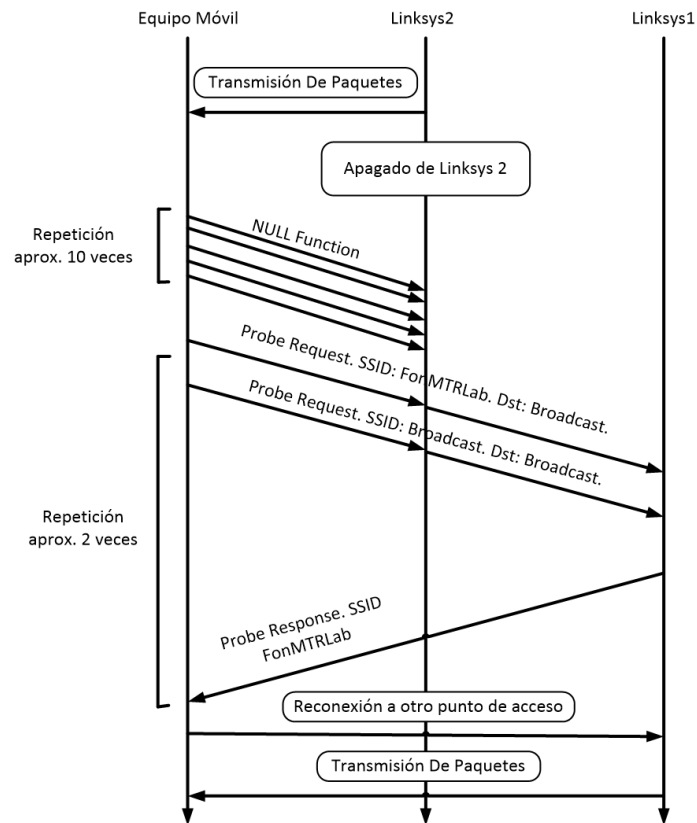 Equipo Móvil
Linksys2
Linksys1
Transmisión De Paquetes
Apagado de Linksys 2
Repetición
aprox. 10 veces
NULL Function
Probe Request. SSID: FonMTRLab. Dst: Broadcast.
Probe Request. SSID: Broadcast. Dst: Broadcast.
Repetición
aprox. 2 veces
Probe Response. SSID
FonMTRLab
Reconexión a otro punto de acceso
Transmisión De Paquetes